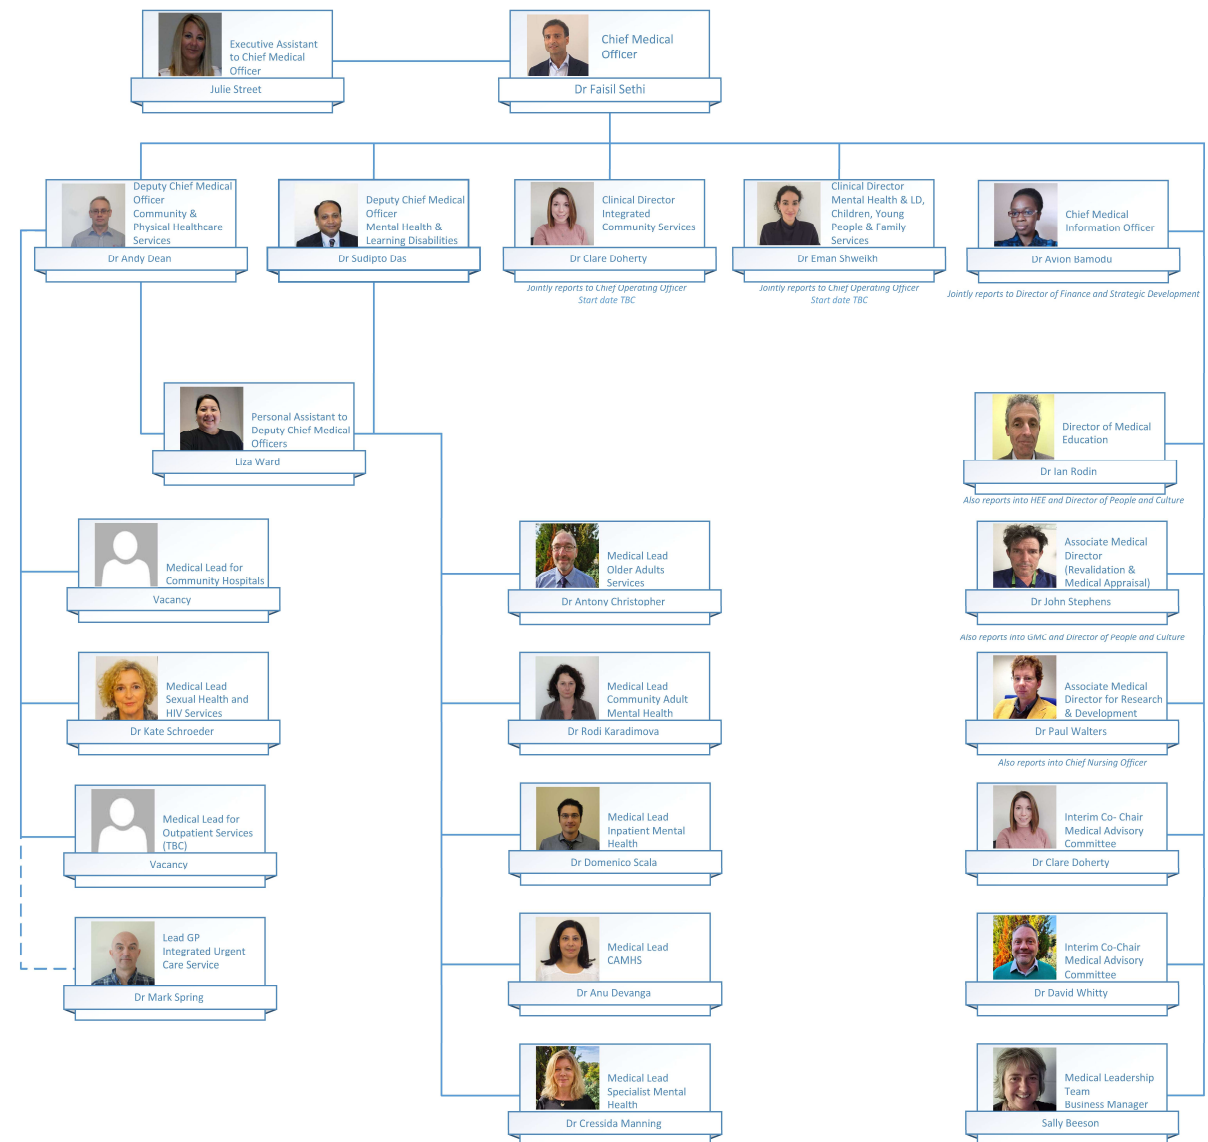 Executive Assistant
to Chief Medical
Officer
Julie Street
Chief Medical
Officer
Dr Faisil Sethi
Deputy Chief Medical
Officer
Community &
Physical Healthcare
Services
Dr Andy Dean
Deputy Chief Medical
Officer
Mental Health &
Learning Disabilities
Dr Sudipto Das
Clinical Director
Integrated
Community Services
Dr Clare Doherty
Jointly reports to Chief Operating Officer
Start date TBC
Clinical Director
Mental Health & LD,
Children, Young
People & Family
Services
Dr Eman Shweikh
Jointly reports to Chief Operating Officer
Start date TBC
Chief Medical
Information Officer
Dr Avion Bamodu
Jointly reports to Director of Finance and Strategic Development
Personal Assistant to
Deputy Chief Medical
Officers
Liza Ward
Director of Medical
Education
Dr Ian Rodin
Also reports into HEE and Director of People and Culture
Medical Lead for
Community Hospitals
Vacancy
Medical Lead
Older Adults
Services
Dr Antony Christopher
Associate Medical
Director
(Revalidation &
Medical Appraisal)
Dr John Stephens
Also reports into GMC and Director of People and Culture
Medical Lead
Sexual Health and
HIV Services
Dr Kate Schroeder
Medical Lead
Community Adult
Mental Health
Dr Rodi Karadimova
Associate Medical
Director for Research
& Development
Dr Paul Walters
Also reports into Chief Nursing Officer
Medical Lead for
Outpatient Services
(TBC)
Vacancy
Medical Lead
Inpatient Mental
Health
Dr Domenico Scala
Interim Co- Chair
Medical Advisory
Committee
Dr Clare Doherty
Lead GP
Integrated Urgent
Care Service
Dr Mark Spring
Medical Lead
CAMHS
Dr Anu Devanga
Interim Co-Chair
Medical Advisory
Committee
Dr David Whitty
Medical Lead
Specialist Mental
Health
Dr Cressida Manning
Medical Leadership
Team
Business Manager
Sally Beeson